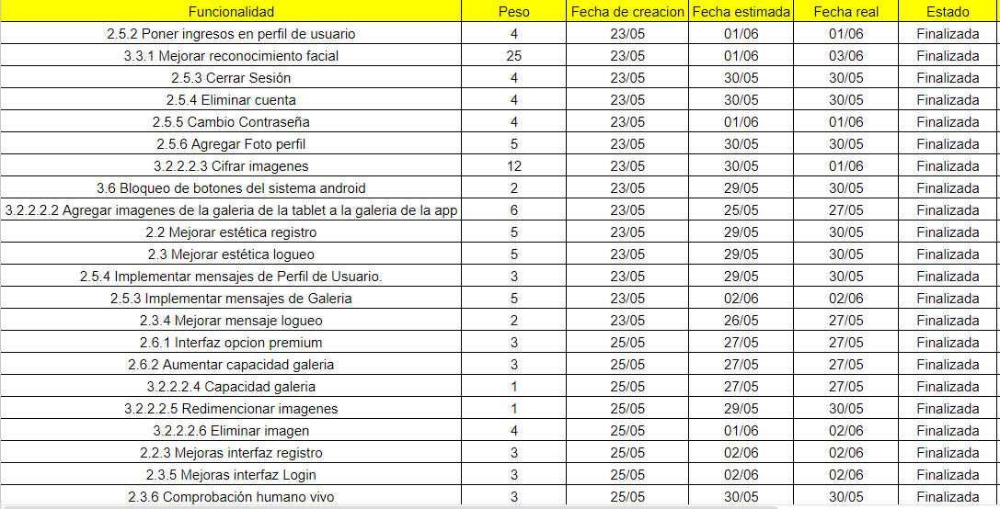 Funcionalidad Peso Fecha de creacion Fecha estimada Fecha real Estado
2.5.2 Poner ingresos en perfil de usuario 4 23/05 01/06 01/06 Finalizada
3.3.1 Mejorar reconocimiento facial 25 23/05 01/06 03/06 Finalizada
2.5.3 Cerrar Sesión 4 23/05 30/05 30/05 Finalizada
2.5.4 Eliminar cuenta 4 23/05 30/05 30/05 Finalizada
2.5.5 Cambio Contraseña 4 23/05 01/06 01/06 Finalizada
2.5.6 Agregar Foto perfil 5 23/05 30/05 30/05 Finalizada
3.2.2.2.3 Cifrar imagenes 12 23/05 30/05 01/06 Finalizada
3.6 Bloqueo de botones del sistema android 2 23/05 29/05 30/05 Finalizada
3.2.2.2.2 Agregar imagenes de la galeria de la tablet a la galeria de la app 6 23/05 25/05 27/05 Finalizada
2.2 Mejorar estética registro 5 23/05 29/05 30/05 Finalizada
2.3 Mejorar estética logueo 5 23/05 29/05 30/05 Finalizada
2.5.4 Implementar mensajes de Perfil de Usuario. 3 23/05 29/05 30/05 Finalizada
2.5.3 Implementar mensajes de Galeria 5 23/05 02/06 02/06 Finalizada
2.3.4 Mejorar mensaje logueo 2 23/05 26/05 27/05 Finalizada
2.6.1 Interfaz opcion premium 3 25/05 27/05 27/05 Finalizada
2.6.2 Aumentar capacidad galeria 3 25/05 27/05 27/05 Finalizada
3.2.2.2.4 Capacidad galeria 1 25/05 27/05 27/05 Finalizada
3.2.2.2.5 Redimencionar imagenes 1 25/05 29/05 30/05 Finalizada
3.2.2.2.6 Eliminar imagen 4 25/05 01/06 02/06 Finalizada
2.2.3 Mejoras interfaz registro 3 25/05 02/06 02/06 Finalizada
2.3.5 Mejoras interfaz Login 3 25/05 02/06 02/06 Finalizada
2.3.6 Comprobación humano vivo 3 25/05 30/05 30/05 Finalizada